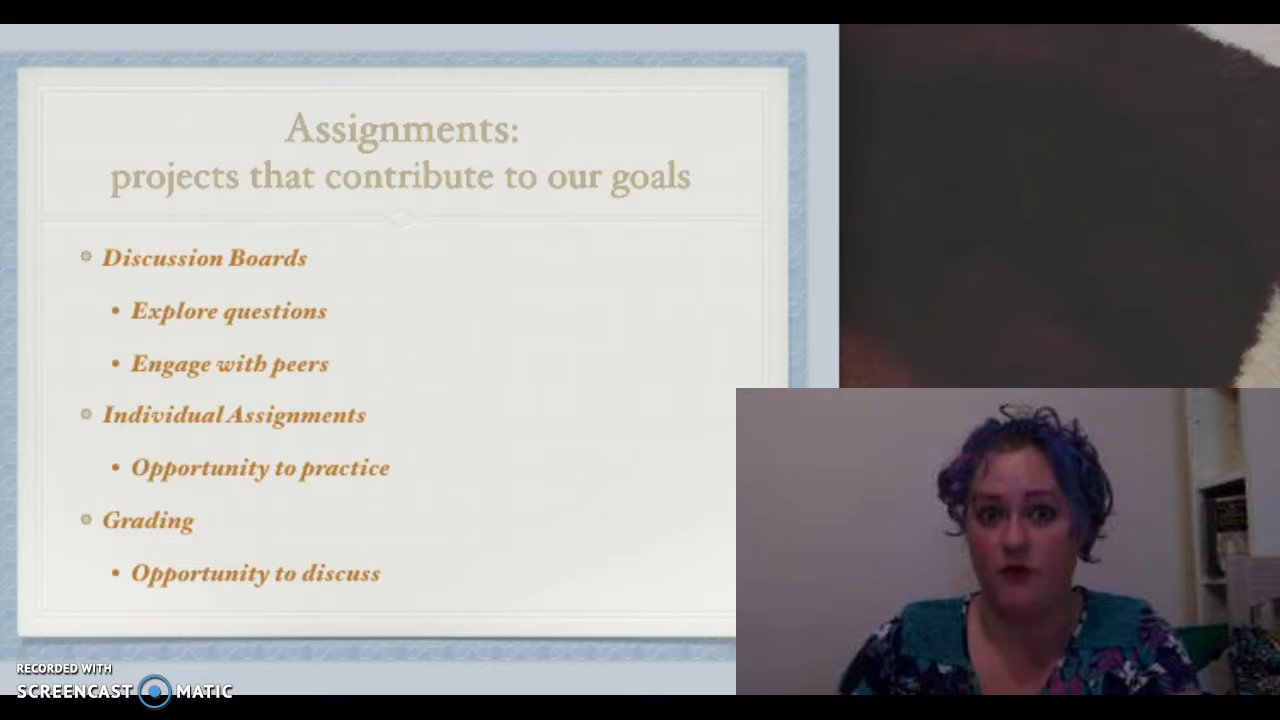 Assignments:
projects that contribute to our goals
Discussion Boards
Explore questions
Engage with peers
Individual Assignments
Opportunity to practice
Grading
Opportunity to discuss
RECORDED WITH
SCREENCAST MATIC